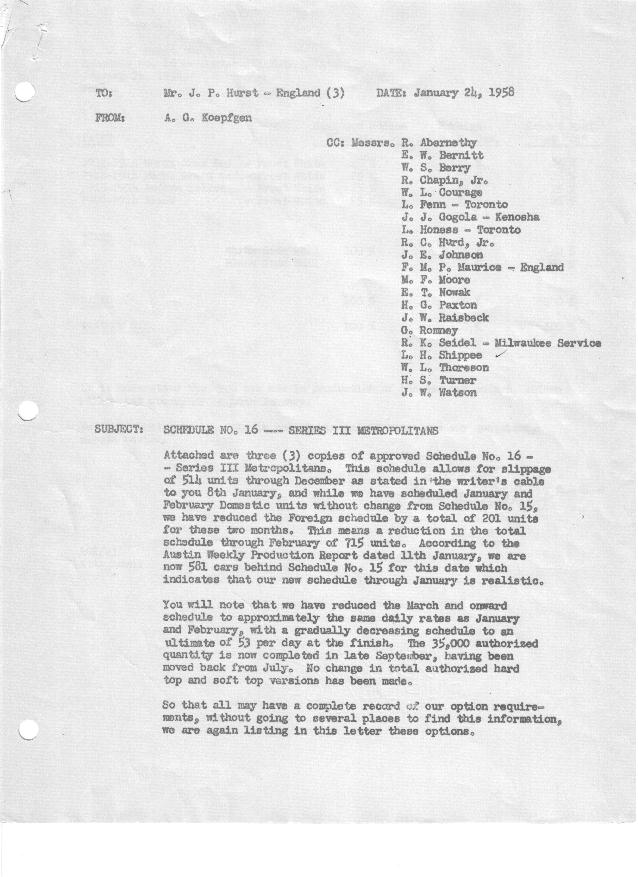 TO: Mr. J. P. Hurst - England (3) DATE: January 24, 1958
FROM: A. G. Koepfgen
CC: Messrs. R. Abernethy
E. W. Bernitt
W. S. Berry
R. Chapin, Jr.
W. L. Courage
L. Fenn - Toronto
J. J. Gogola - Kenosha
L. Honess - Toronto
R. C. Hurd, Jr.
J. E. Johnson
F. M. P. Maurice - England
M. F. Moore
E. T. Nowak
H. G. Paxton
J. W. Raisbeck
G. Romney
R. K. Seidel - Milwaukee Service
L. H. Shippee ✓
W. L. Thoreson
H. S. Turner
J. W. Watson
SUBJECT: SCHEDULE NO. 16 --- SERIES III METROPOLITANS
Attached are three (3) copies of approved Schedule No. 16 -
- Series III Metropolitans. This schedule allows for slippage
of 514 units through December as stated in the writer's cable
to you 8th January, and while we have scheduled January and
February Domestic units without change from Schedule No. 15,
we have reduced the Foreign schedule by a total of 201 units
for these two months. This means a reduction in the total
schedule through February of 715 units. According to the
Austin Weekly Production Report dated 11th January, we are
now 581 cars behind Schedule No. 15 for this date which
indicates that our new schedule through January is realistic.
You will note that we have reduced the March and onward
schedule to approximately the same daily rates as January
and February, with a gradually decreasing schedule to an
ultimate of 53 per day at the finish. The 35,000 authorized
quantity is now completed in late September, having been
moved back from July. No change in total authorized hard
top and soft top versions has been made.
So that all may have a complete record of our option require-
ments, without going to several places to find this information,
we are again listing in this letter these options.